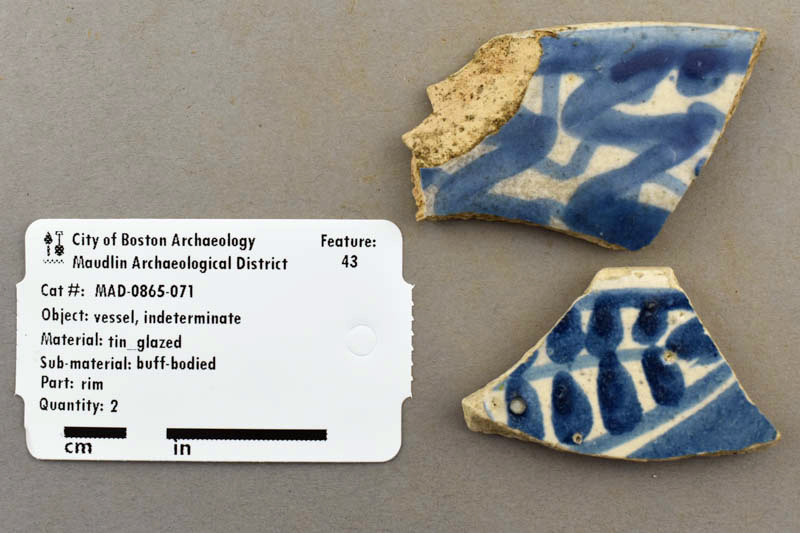 City of Boston Archaeology
Maudlin Archaeological District
Feature:
43
Cat #: MAD-0865-071
Object: vessel, indeterminate
Material: tin_glazed
Sub-material: buff-bodied
Part: rim
Quantity: 2
cm in